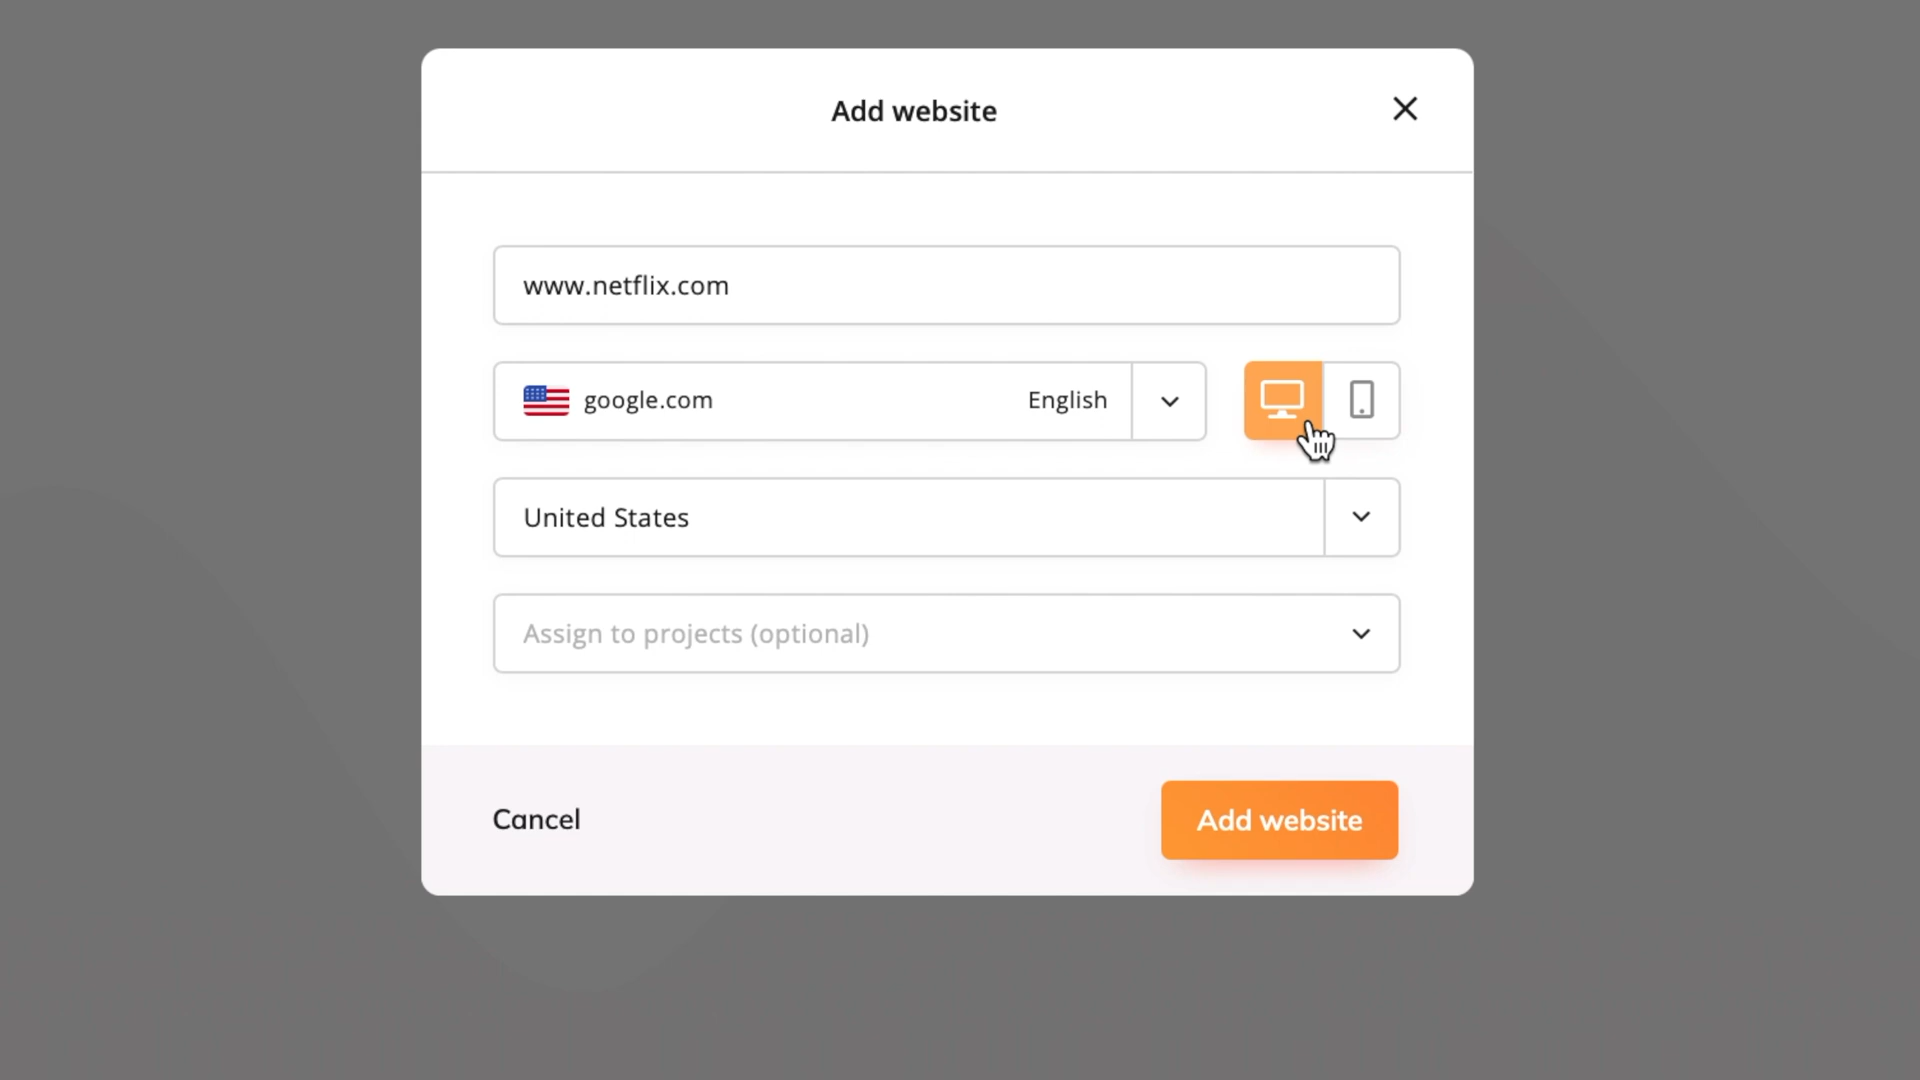 Add website
www.netflix.com
google.com English
United States
Assign to projects (optional)
Cancel Add website